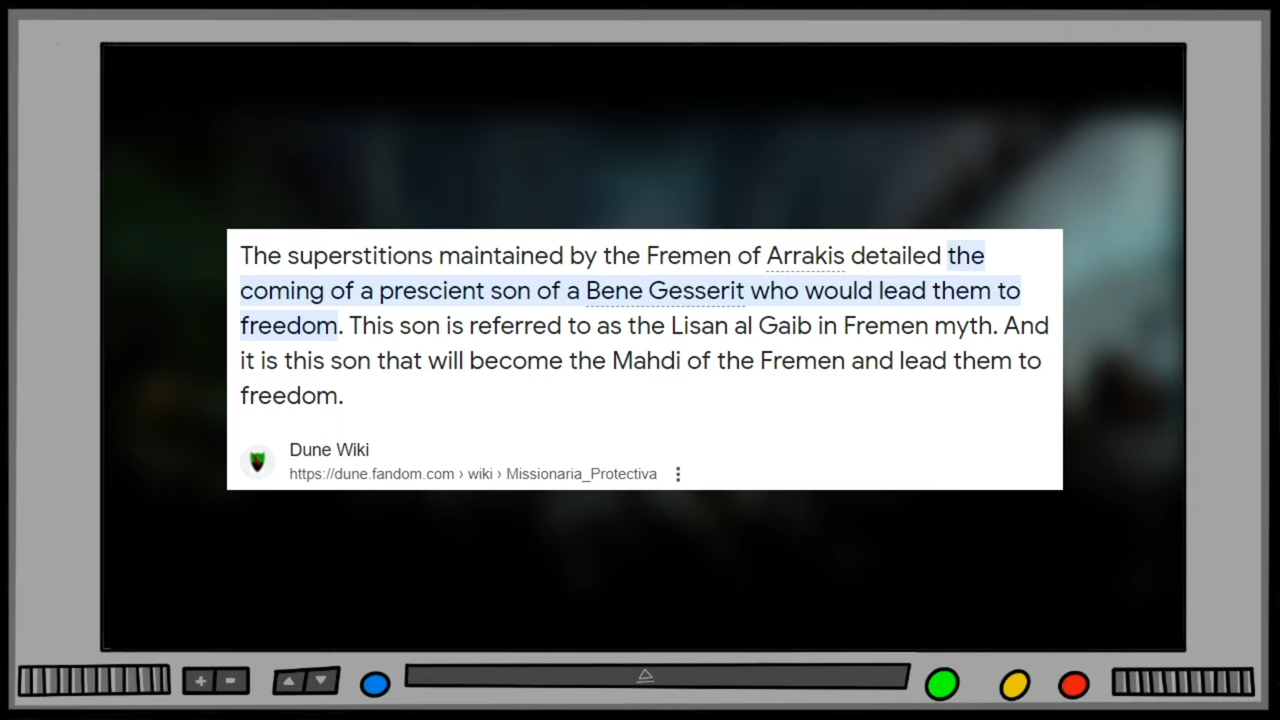 The superstitions maintained by the Fremen of Arrakis detailed the
coming of a prescient son of a Bene Gesserit who would lead them to
freedom. This son is referred to as the Lisan al Gaib in Fremen myth. And
it is this son that will become the Mahdi of the Fremen and lead them to
freedom.
Dune Wiki
https://dune.fandom.com › wiki › Missionaria_Protectiva